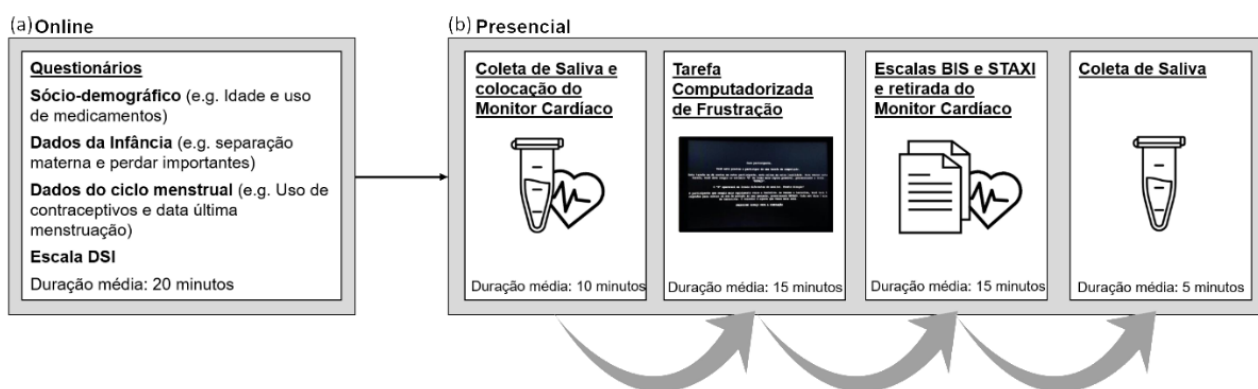 (a) Online
Questionários
Sócio-demográfico (e.g. Idade e uso
de medicamentos)
Dados da Infância (e.g. separação
materna e perdar importantes)
Dados do ciclo menstrual (e.g. Uso de
contraceptivos e data última
menstruação)
Escala DSI
Duração média: 20 minutos
(b) Presencial
Coleta de Saliva e
colocação do
Monitor Cardíaco
Duração média: 10 minutos
Tarefa
Computadorizada
de Frustração
Duração média: 15 minutos
Escalas BIS e STAXI
e retirada do
Monitor Cardíaco
Duração média: 15 minutos
Coleta de Saliva
Duração média: 5 minutos